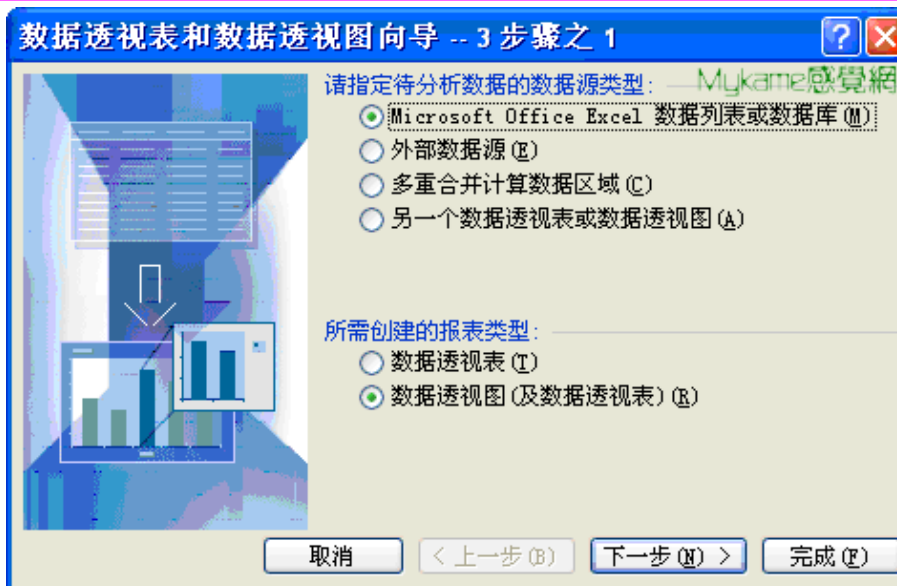 数据透视表和数据透视图向导 -- 3 步骤之 1
请指定待分析数据的数据源类型:
Mykame感覺網
Microsoft Office Excel 数据列表或数据库(M)
外部数据源(E)
多重合并计算数据区域(C)
另一个数据透视表或数据透视图(A)
所需创建的报表类型:
数据透视表(T)
数据透视图(及数据透视表)(R)
取消
< 上一步(B)
下一步(N) >
完成(F)